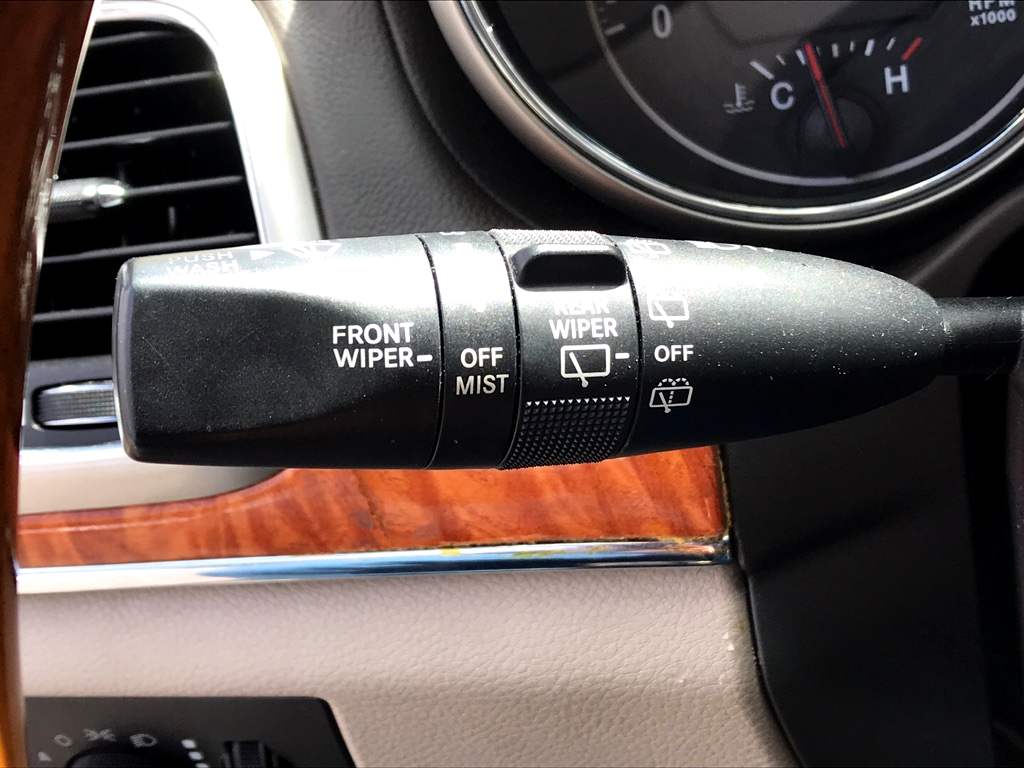 0
RPM
x1000
C
H
PUSH
WASH
FRONT
WIPER
OFF
MIST
REAR
WIPER
OFF